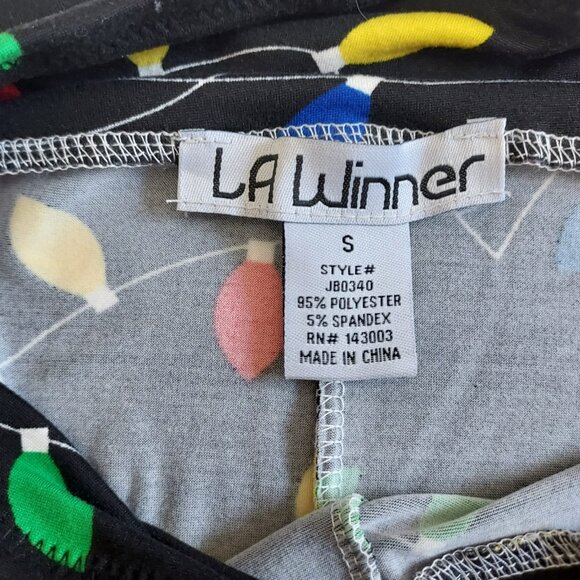 LA Winner
S
STYLE#
JB0340
95% POLYESTER
5% SPANDEX
RN# 143003
MADE IN CHINA